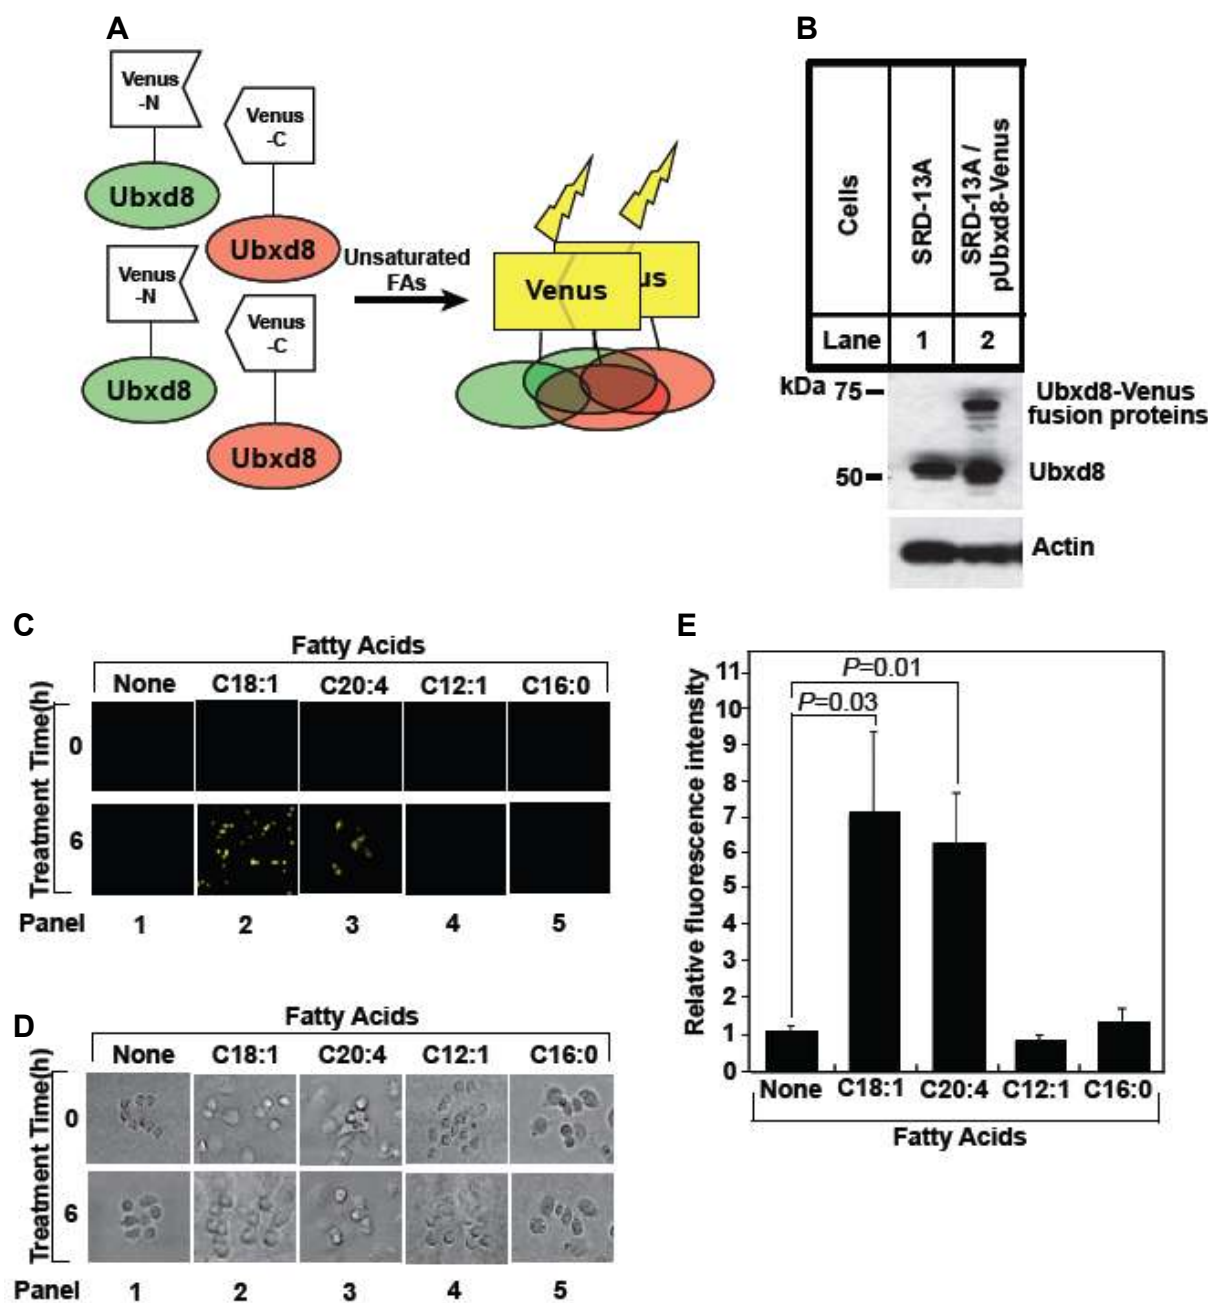 A
Venus
-N
Venus
-C
Ubxd8
Ubxd8
Venus
-N
Venus
-C
Ubxd8
Ubxd8
Unsaturated
FAs
Venus
us
B
Cells
SRD-13A
SRD-13A /
pUbxd8-Venus
Lane 1 2
kDa 75
Ubxd8-Venus
fusion proteins
50
Ubxd8
Actin
C
Fatty Acids
None C18:1 C20:4 C12:1 C16:0
Treatment Time(h)
0
6
Panel 1 2 3 4 5
D
Fatty Acids
None C18:1 C20:4 C12:1 C16:0
Treatment Time(h)
0
6
Panel 1 2 3 4 5
E
Relative fluorescence intensity
11
10
9
8
7
6
5
4
3
2
1
0
P=0.01
P=0.03
None C18:1 C20:4 C12:1 C16:0
Fatty Acids